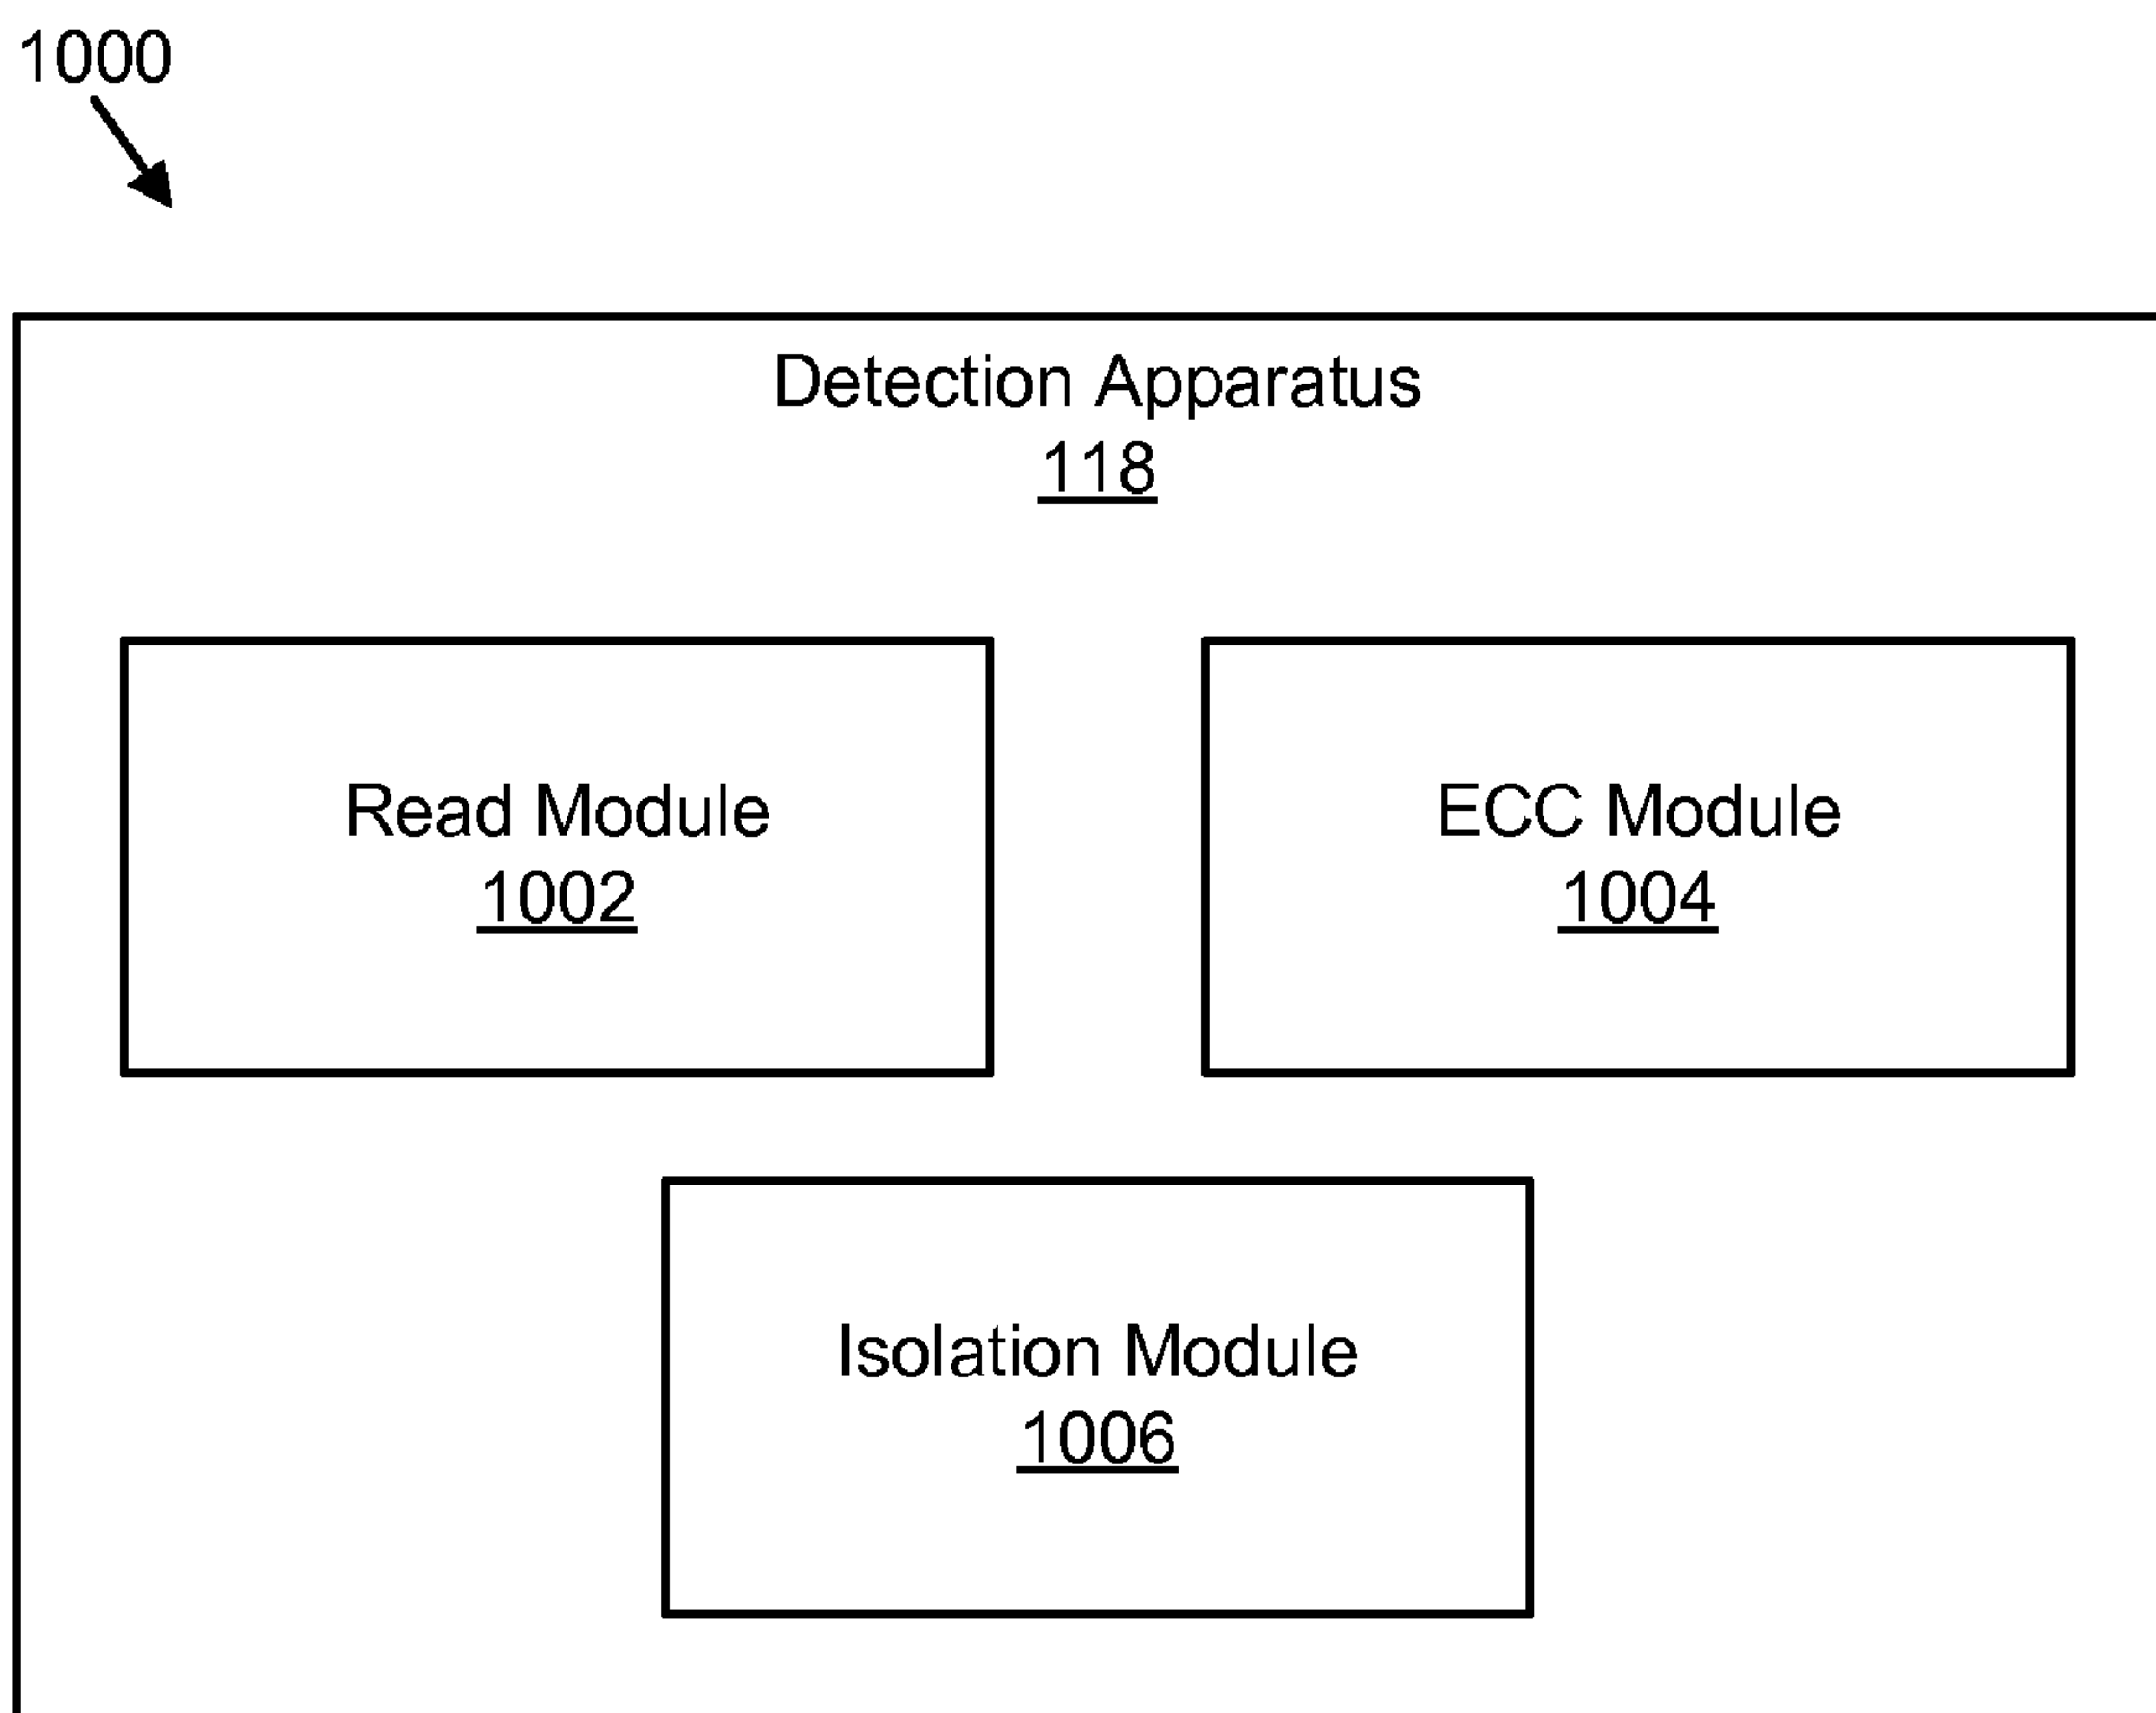 1000
Detection Apparatus
118
Read Module
1002
ECC Module
1004
Isolation Module
1006